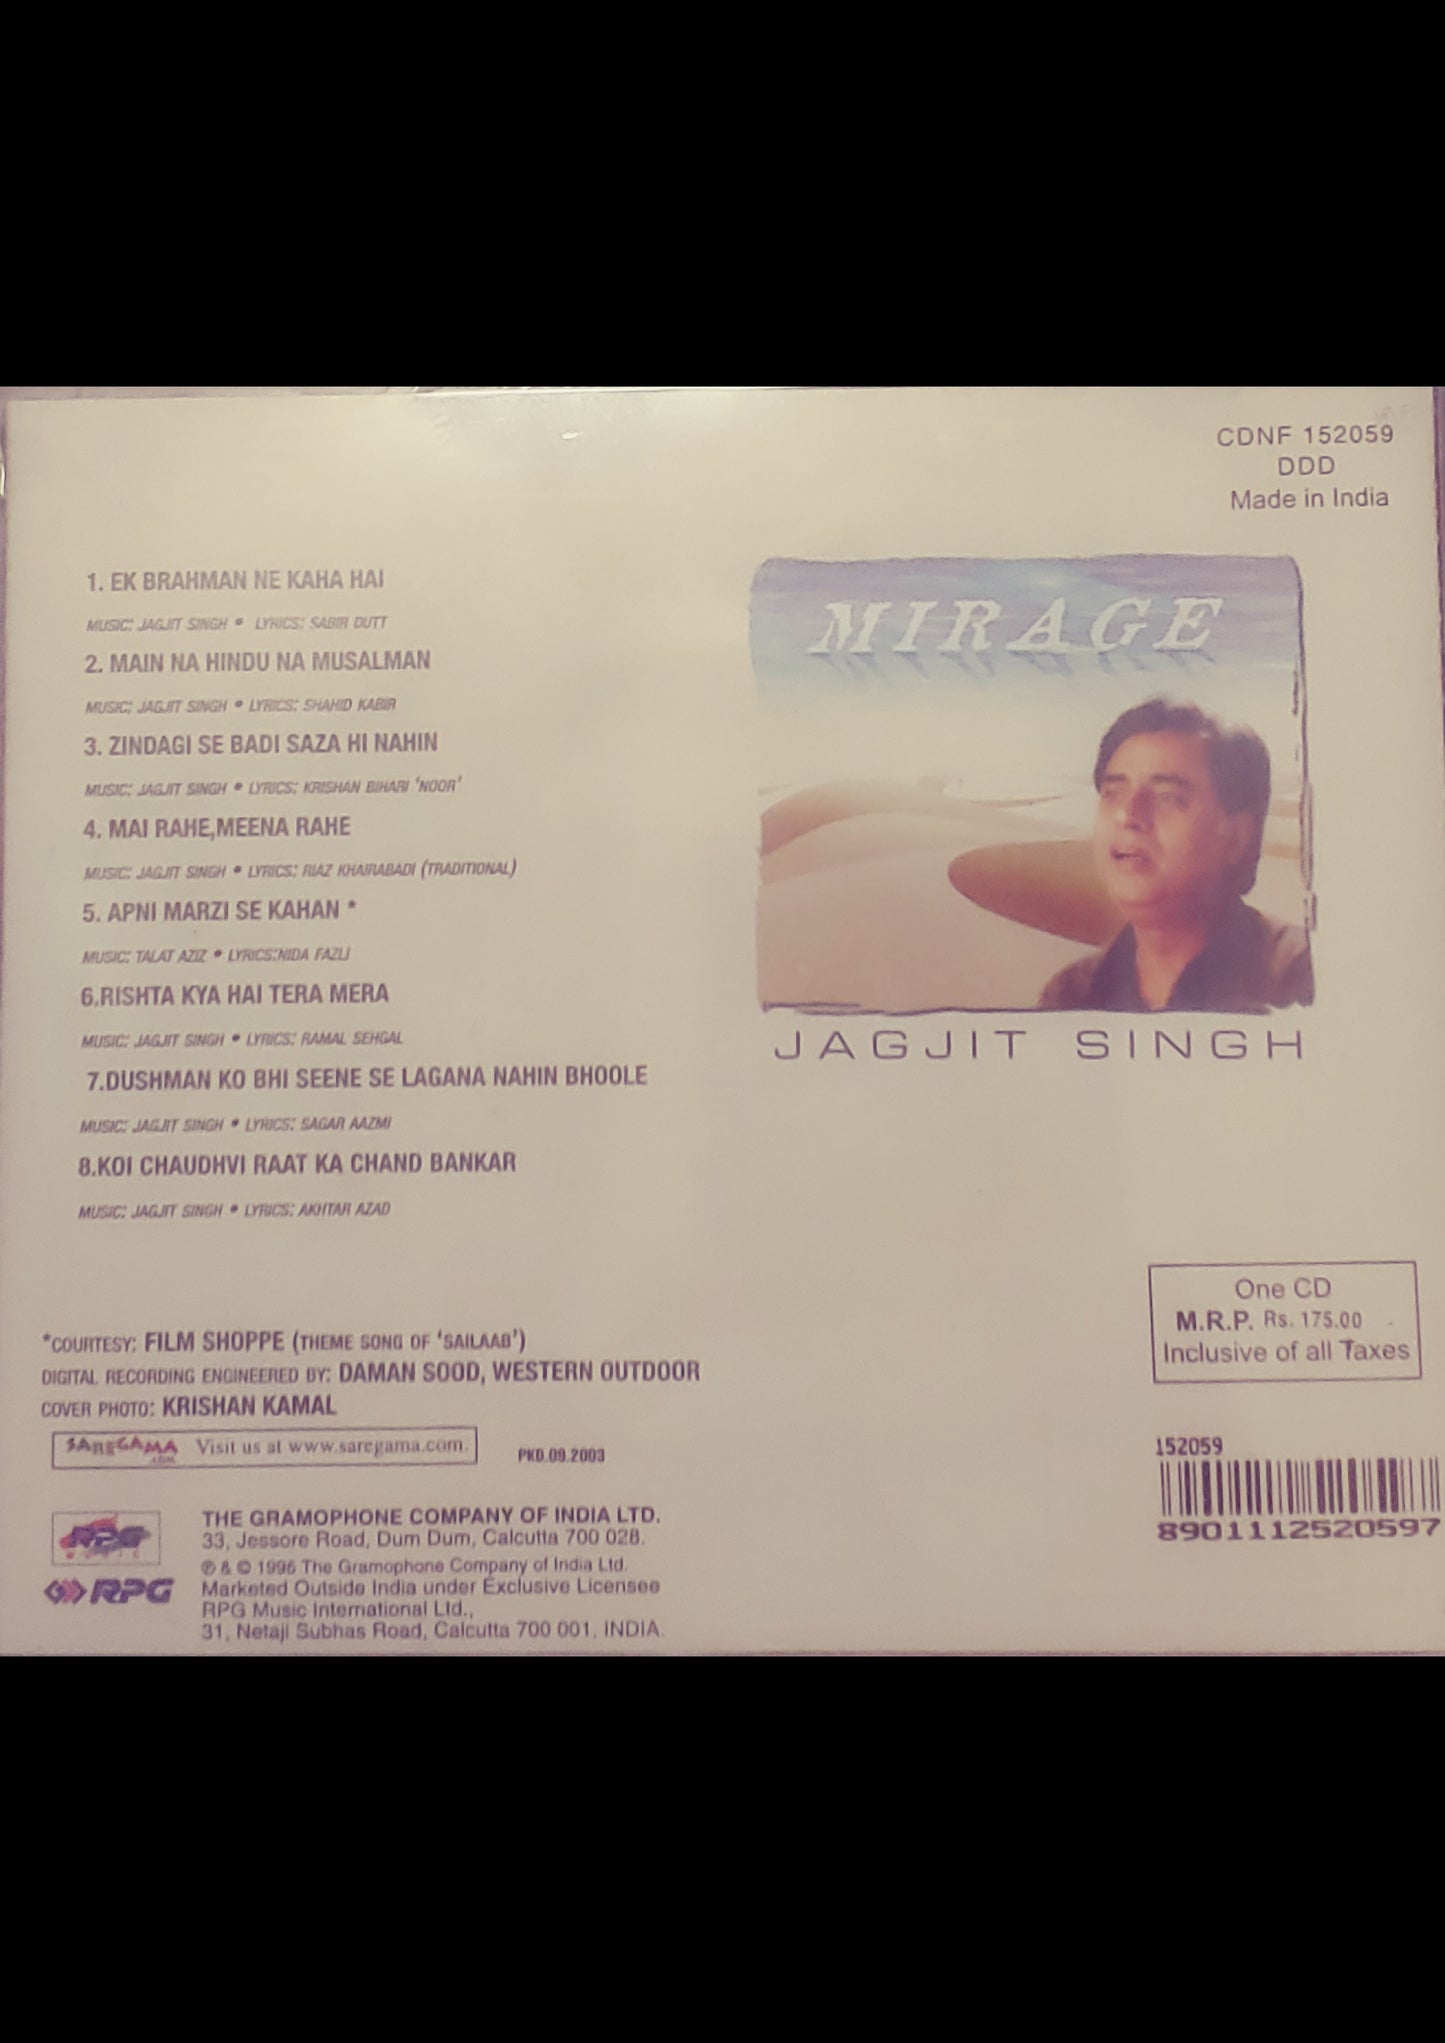 CDNF 152059
DDD
Made in India
1. EK BRAHMAN NE KAHA HAI
MUSIC: JAGJIT SINGH • LYRICS: SABIR DUTT
2. MAIN NA HINDU NA MUSALMAN
MUSIC: JAGJIT SINGH • LYRICS: SHAHID KABIR
3. ZINDAGI SE BADI SAZA HI NAHIN
MUSIC: JAGJIT SINGH • LYRICS: KRISHAN BIHARI 'NOOR'
4. MAI RAHE,MEENA RAHE
MUSIC: JAGJIT SINGH • LYRICS: RIAZ KHAIRABADI (TRADITIONAL)
5. APNI MARZI SE KAHAN *
MUSIC: TALAT AZIZ • LYRICS:NIDA FAZLI
6.RISHTA KYA HAI TERA MERA
MUSIC: JAGJIT SINGH • LYRICS: RAMAL SEHGAL
7.DUSHMAN KO BHI SEENE SE LAGANA NAHIN BHOOLE
MUSIC: JAGJIT SINGH • LYRICS: SAGAR AAZMI
8.KOI CHAUDHVI RAAT KA CHAND BANKAR
MUSIC: JAGJIT SINGH • LYRICS: AKHTAR AZAD
MIRAGE
JAGJIT SINGH
*COURTESY: FILM SHOPPE (THEME SONG OF 'SAILAAB')
DIGITAL RECORDING ENGINEERED BY: DAMAN SOOD, WESTERN OUTDOOR
COVER PHOTO: KRISHAN KAMAL
SAREGAMA .COM Visit us at www.saregama.com.
PKD.09.2003
One CD
M.R.P. Rs. 175.00
Inclusive of all Taxes
152059
8901112520597
RPG
MUSIC
RPG
THE GRAMOPHONE COMPANY OF INDIA LTD.
33, Jessore Road, Dum Dum, Calcutta 700 028.
℗ & © 1996 The Gramophone Company of India Ltd.
Marketed Outside India under Exclusive Licensee
RPG Music International Ltd.,
31, Netaji Subhas Road, Calcutta 700 001, INDIA.